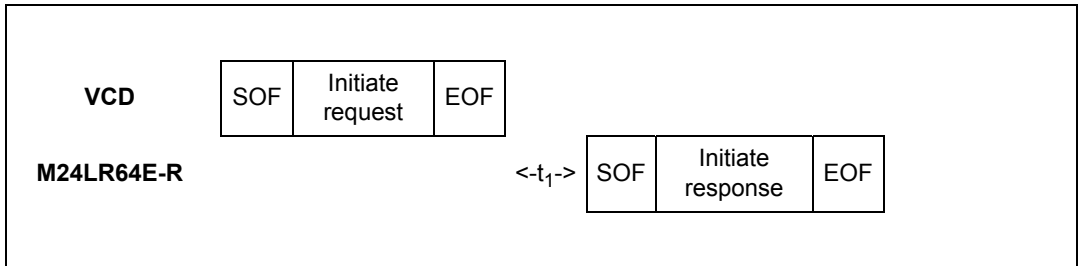 VCD SOF Initiate request EOF
M24LR64E-R <-t₁-> SOF Initiate response EOF